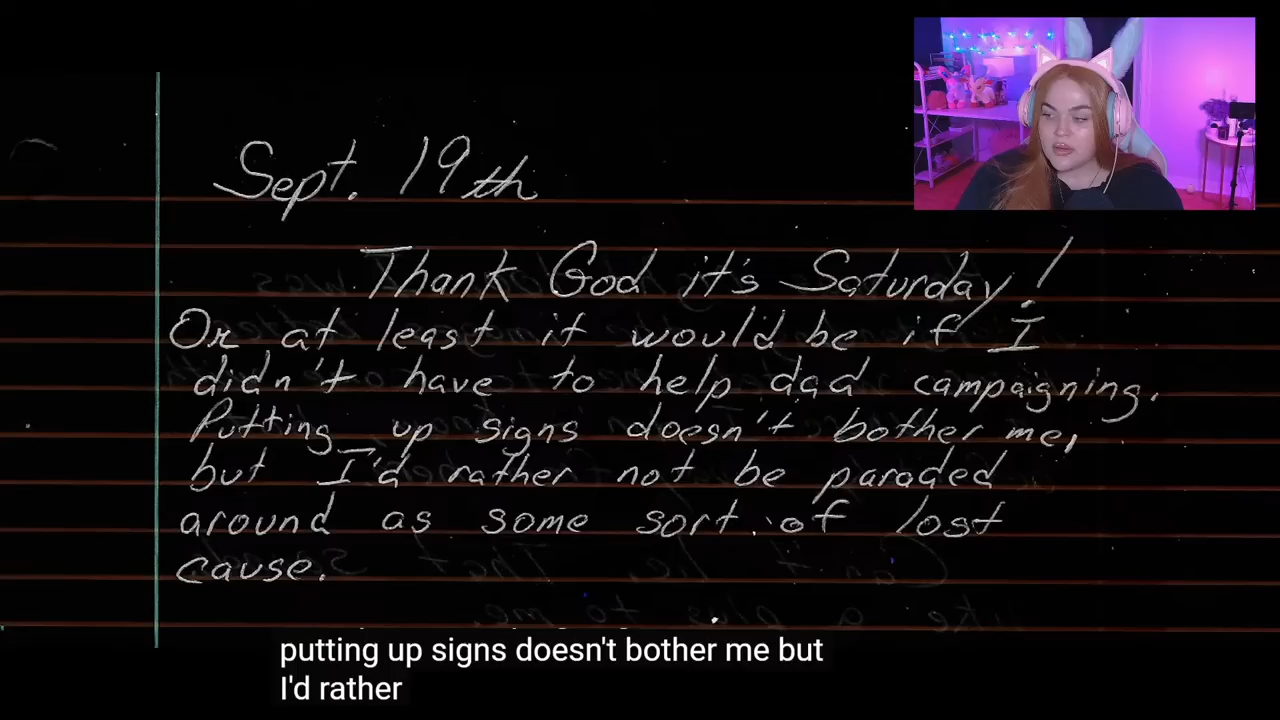 Sept. 19th
Thank God it's Saturday!
Or at least it would be if I
didn't have to help dad campaigning.
Putting up signs doesn't bother me,
but I'd rather not be paraded
around as some sort of lost
cause.
putting up signs doesn't bother me but
I'd rather